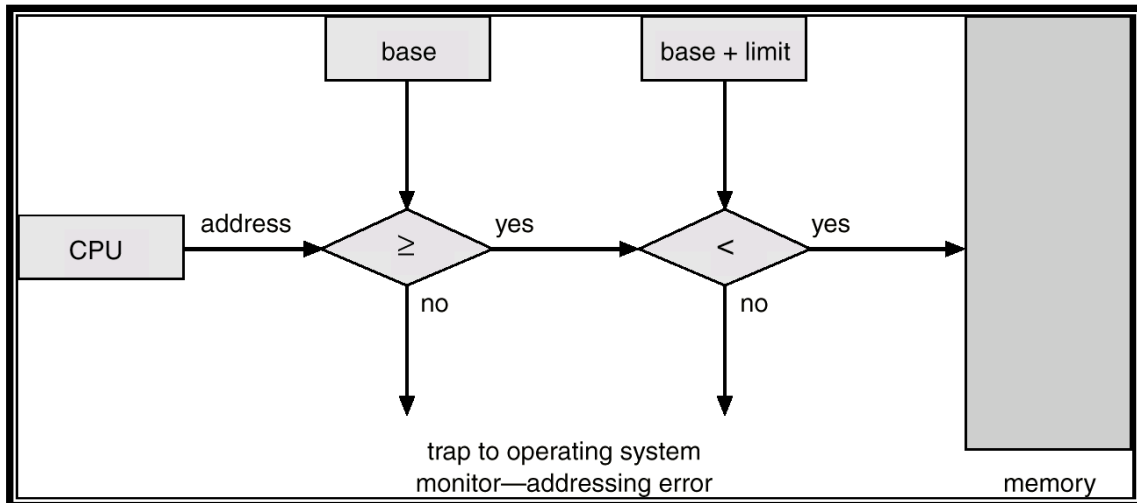 base
base + limit
CPU
address
≥
yes
<
yes
no
no
trap to operating system
monitor—addressing error
memory